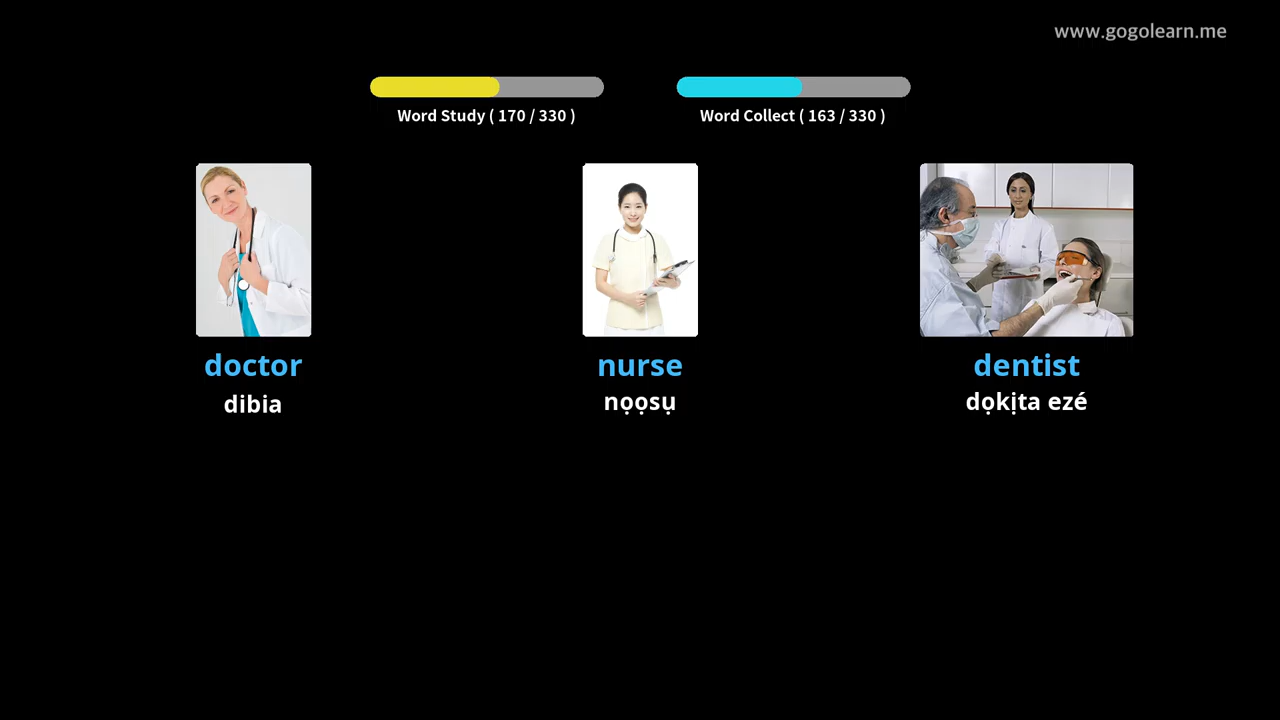 www.gogolearn.me
Word Study ( 170 / 330 )
Word Collect ( 163 / 330 )
doctor
dibia
nurse
nọọsụ
dentist
dọkịta ezé